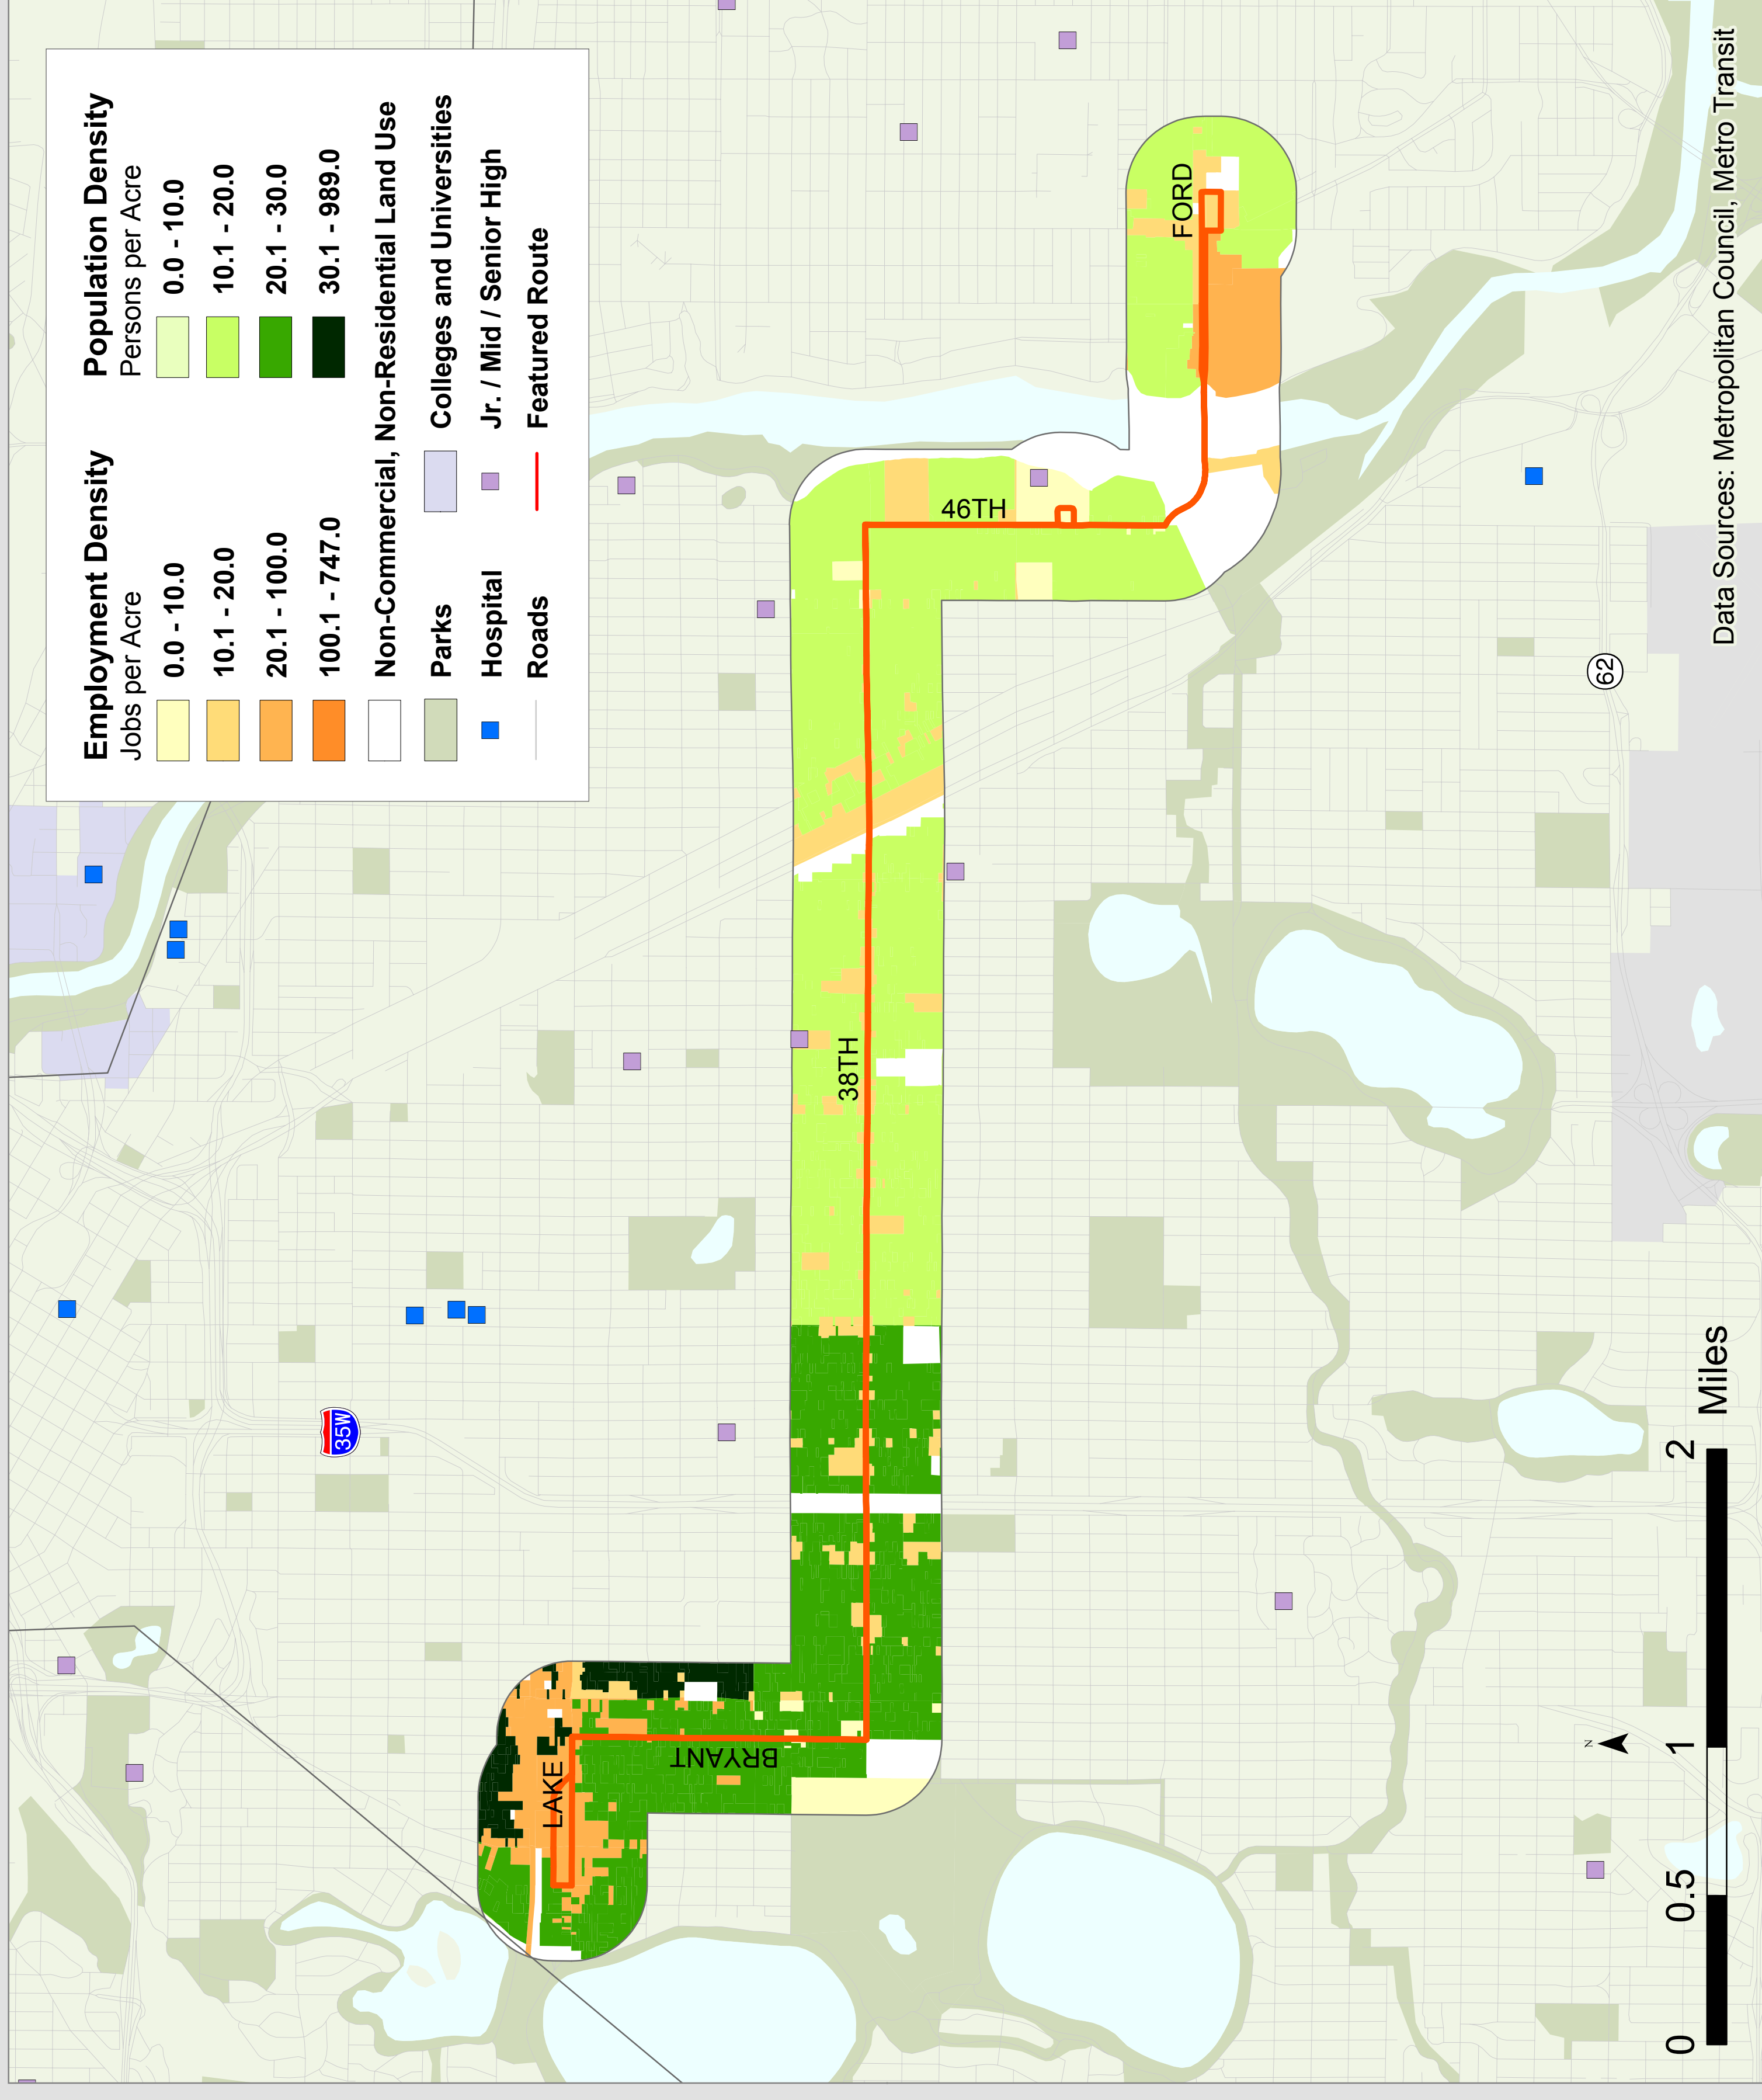 Employment Density
Jobs per Acre
0.0 - 10.0
10.1 - 20.0
20.1 - 100.0
100.1 - 747.0
Population Density
Persons per Acre
0.0 - 10.0
10.1 - 20.0
20.1 - 30.0
30.1 - 989.0
Non-Commercial, Non-Residential Land Use
Parks
Colleges and Universities
Hospital
Jr. / Mid / Senior High
Roads
Featured Route
35W
LAKE
BRYANT
38TH
46TH
FORD
62
N
0 0.5 1 2
Miles
Data Sources: Metropolitan Council, Metro Transit